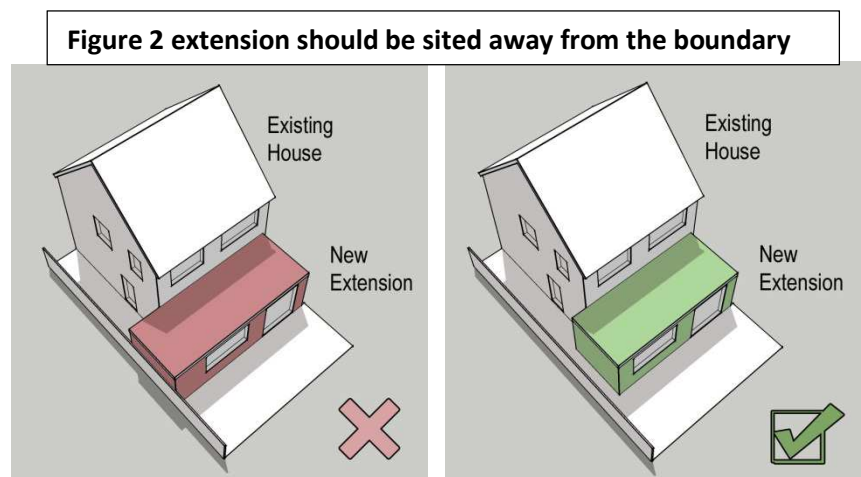 Figure 2 extension should be sited away from the boundary
Existing
House
New
Extension
Existing
House
New
Extension